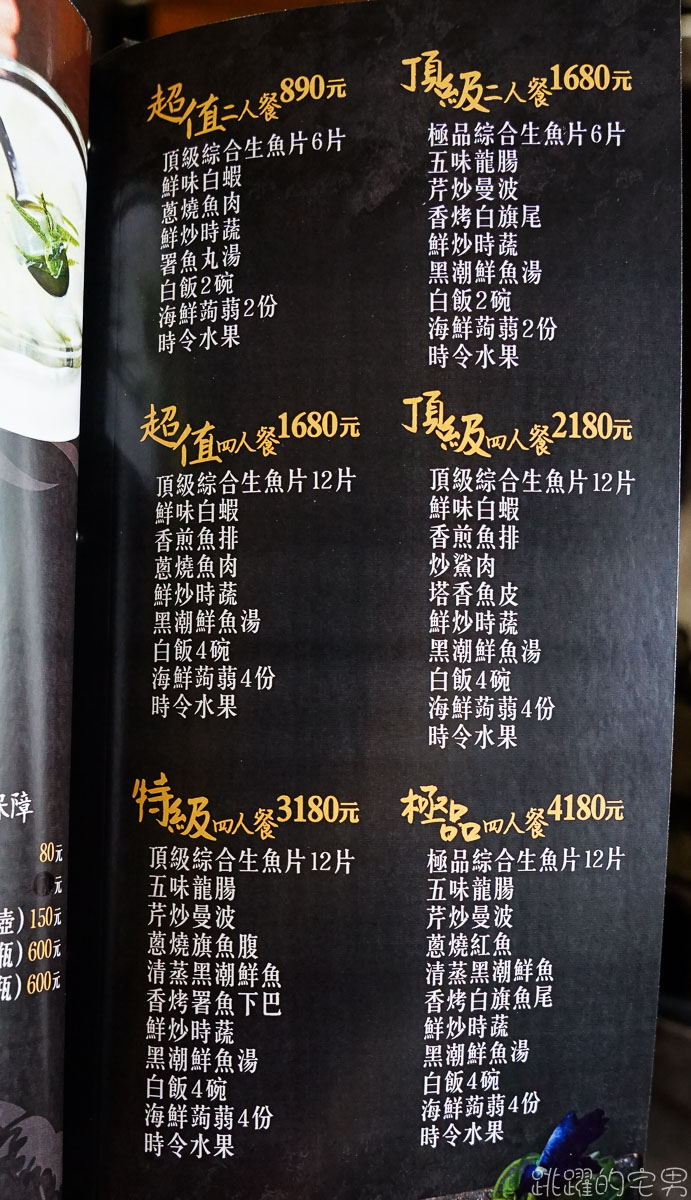 超值二人餐890元
頂級綜合生魚片6片
鮮味白蝦
蔥燒魚肉
鮮炒時蔬
署魚丸湯
白飯2碗
海鮮蒟蒻2份
時令水果
頂級二人餐1680元
極品綜合生魚片6片
五味龍腸
芹炒曼波
香烤白旗尾
鮮炒時蔬
黑潮鮮魚湯
白飯2碗
海鮮蒟蒻2份
時令水果
超值四人餐1680元
頂級綜合生魚片12片
鮮味白蝦
香煎魚排
蔥燒魚肉
鮮炒時蔬
黑潮鮮魚湯
白飯4碗
海鮮蒟蒻4份
時令水果
頂級四人餐2180元
頂級綜合生魚片12片
鮮味白蝦
香煎魚排
炒鯊肉
塔香魚皮
鮮炒時蔬
黑潮鮮魚湯
白飯4碗
海鮮蒟蒻4份
時令水果
特級四人餐3180元
頂級綜合生魚片12片
五味龍腸
芹炒曼波
蔥燒旗魚腹
清蒸黑潮鮮魚
香烤署魚下巴
鮮炒時蔬
黑潮鮮魚湯
白飯4碗
海鮮蒟蒻4份
時令水果
極品四人餐4180元
極品綜合生魚片12片
五味龍腸
芹炒曼波
蔥燒紅魚
清蒸黑潮鮮魚
香烤白旗魚尾
鮮炒時蔬
黑潮鮮魚湯
白飯4碗
海鮮蒟蒻4份
時令水果
障
80元
元
壺)150元
瓶)600元
瓶)600元
跳躍的宅男